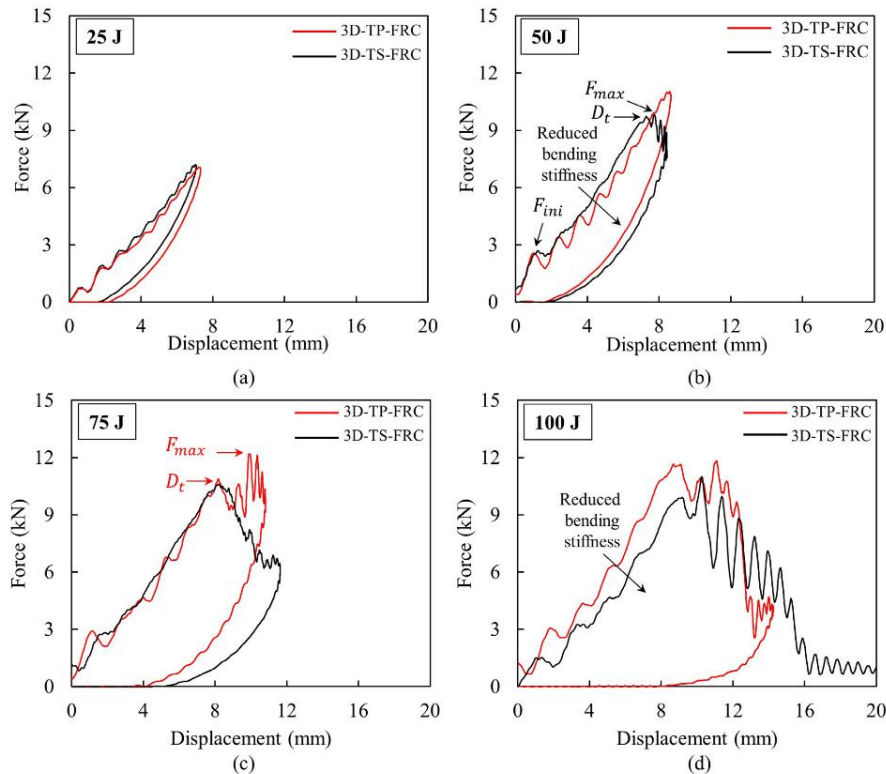 25 J
3D-TP-FRC
3D-TS-FRC
Force (kN)
15
12
9
6
3
0
0 4 8 12 16 20
Displacement (mm)
(a)
50 J
3D-TP-FRC
3D-TS-FRC
Force (kN)
15
12
9
6
3
0
F_max
D_t
Reduced
bending
stiffness
F_ini
0 4 8 12 16 20
Displacement (mm)
(b)
75 J
3D-TP-FRC
3D-TS-FRC
Force (kN)
15
12
9
6
3
0
F_max
D_t
0 4 8 12 16 20
Displacement (mm)
(c)
100 J
3D-TP-FRC
3D-TS-FRC
Force (kN)
15
12
9
6
3
0
Reduced
bending
stiffness
0 4 8 12 16 20
Displacement (mm)
(d)